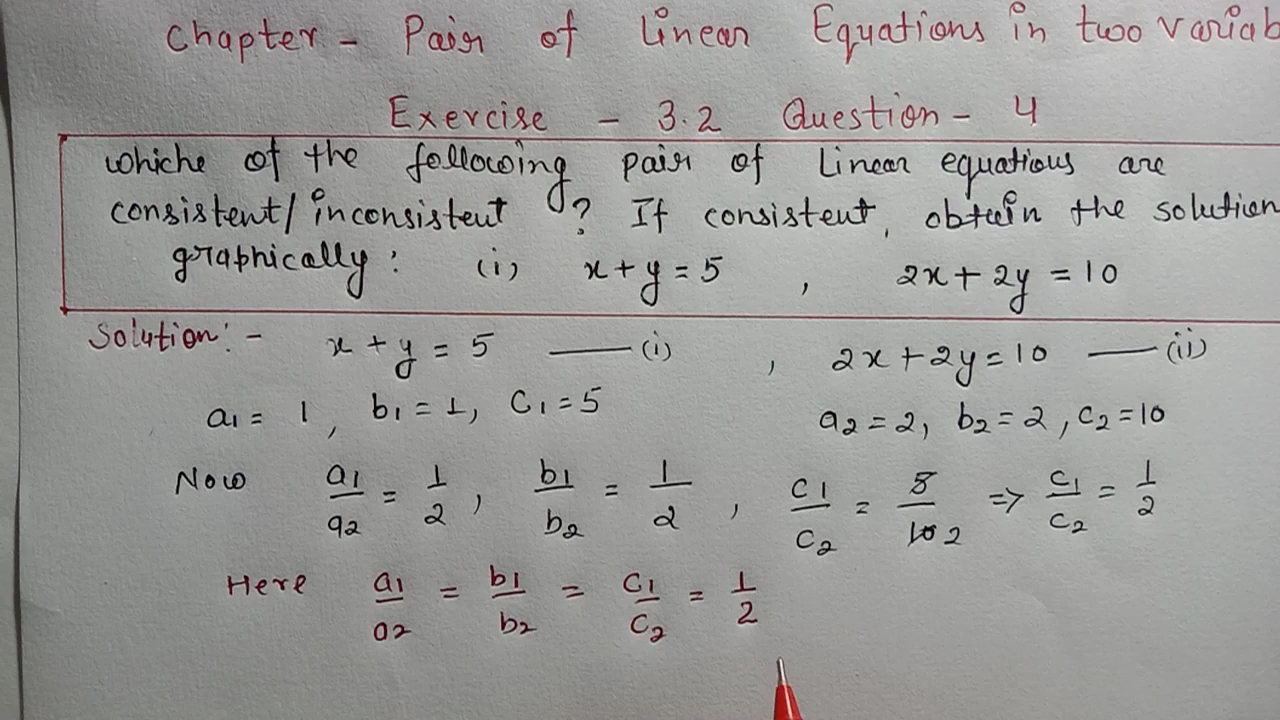 Chapter - Pair of Linear Equations in two variab
Exercise - 3.2 Question - 4
whiche of the following pair of Linear equations are
consistent/inconsistent ? If consistent, obtain the solution
graphically : (i) x + y = 5 , 2x + 2y = 10
Solution :- x + y = 5 —— (i) , 2x + 2y = 10 —— (ii)
a₁ = 1, b₁ = 1, C₁ = 5 a₂ = 2, b₂ = 2, c₂ = 10
Now a₁/a₂ = 1/2, b₁/b₂ = 1/2, c₁/c₂ = 5/10 2 => c₁/c₂ = 1/2
Here a₁/a₂ = b₁/b₂ = C₁/C₂ = 1/2